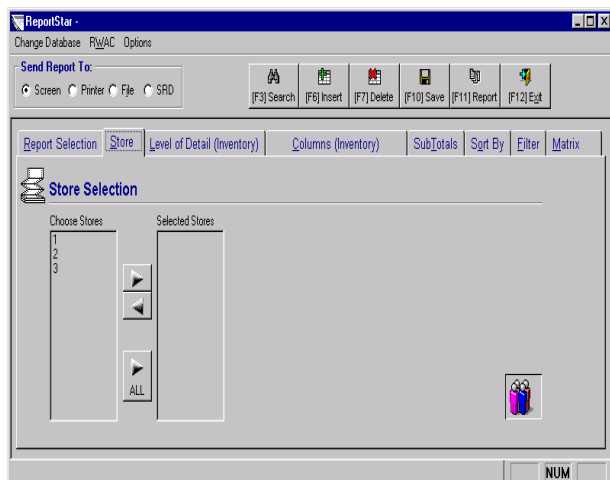 ReportStar -
Change Database RWAC Options
Send Report To:
Screen Printer File SRD
[F3] Search [F6] Insert [F7] Delete [F10] Save [F11] Report [F12] Exit
Report Selection Store Level of Detail (Inventory) Columns (Inventory) SubTotals Sort By Filter Matrix
Store Selection
Choose Stores Selected Stores
1
2
3
ALL
NUM